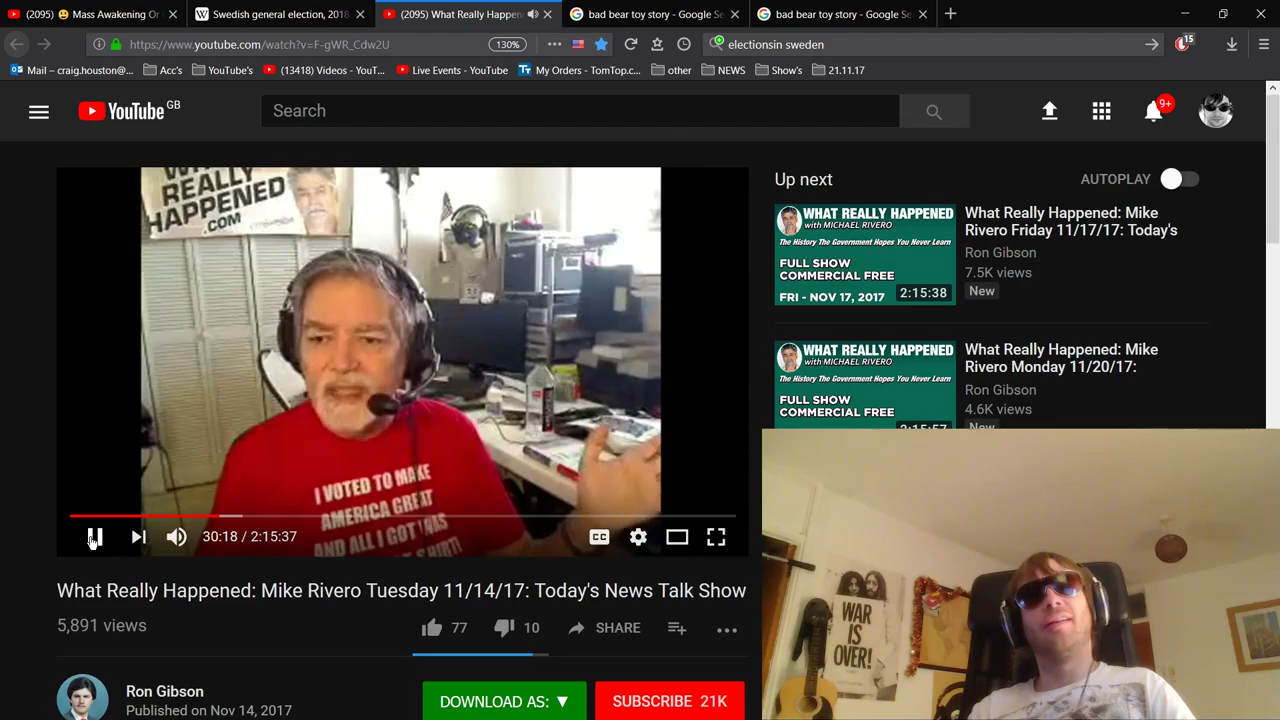 (2095) 😀 Mass Awakening Or
Swedish general election, 2018
(2095) What Really Happen
bad bear toy story - Google Se
bad bear toy story - Google Se
https://www.youtube.com/watch?v=F-gWR_Cdw2U
130%
electionsin sweden
15
Mail – craig.houston@...
Acc's
YouTube's
(13418) Videos - YouT...
Live Events - YouTube
My Orders - TomTop.c...
other
NEWS
Show's
21.11.17
YouTube GB
Search
9+
WHAT
REALLY
HAPPENED
.COM
I VOTED TO MAKE
AMERICA GREAT
AND ALL I GOT WAS
SHIRT!
30:18 / 2:15:37
CC
Up next
AUTOPLAY
WHAT REALLY HAPPENED
with MICHAEL RIVERO
The History The Government Hopes You Never Learn
FULL SHOW
COMMERCIAL FREE
FRI - NOV 17, 2017
2:15:38
What Really Happened: Mike
Rivero Friday 11/17/17: Today's
Ron Gibson
7.5K views
New
WHAT REALLY HAPPENED
with MICHAEL RIVERO
The History The Government Hopes You Never Learn
FULL SHOW
COMMERCIAL FREE
2:15:57
What Really Happened: Mike
Rivero Monday 11/20/17:
Ron Gibson
4.6K views
New
What Really Happened: Mike Rivero Tuesday 11/14/17: Today's News Talk Show
5,891 views
77
10
SHARE
Ron Gibson
Published on Nov 14, 2017
DOWNLOAD AS: ▼
SUBSCRIBE 21K
WAR
IS
OVER!